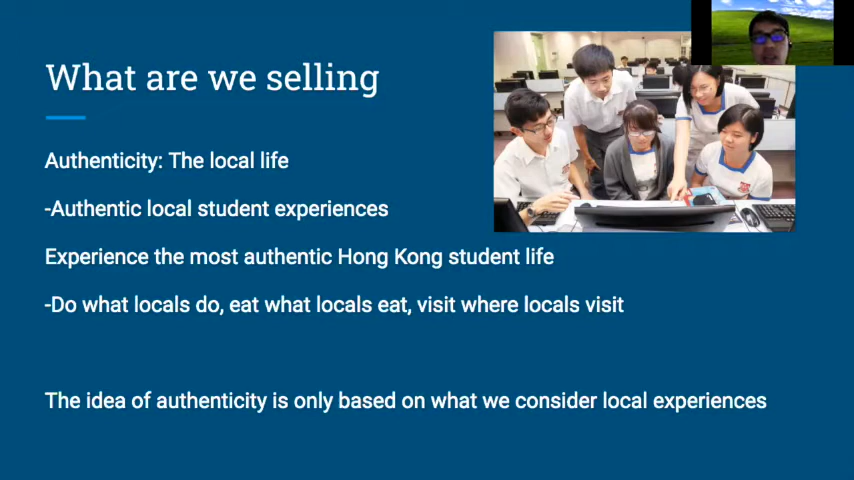 What are we selling
Authenticity: The local life
-Authentic local student experiences
Experience the most authentic Hong Kong student life
-Do what locals do, eat what locals eat, visit where locals visit
The idea of authenticity is only based on what we consider local experiences